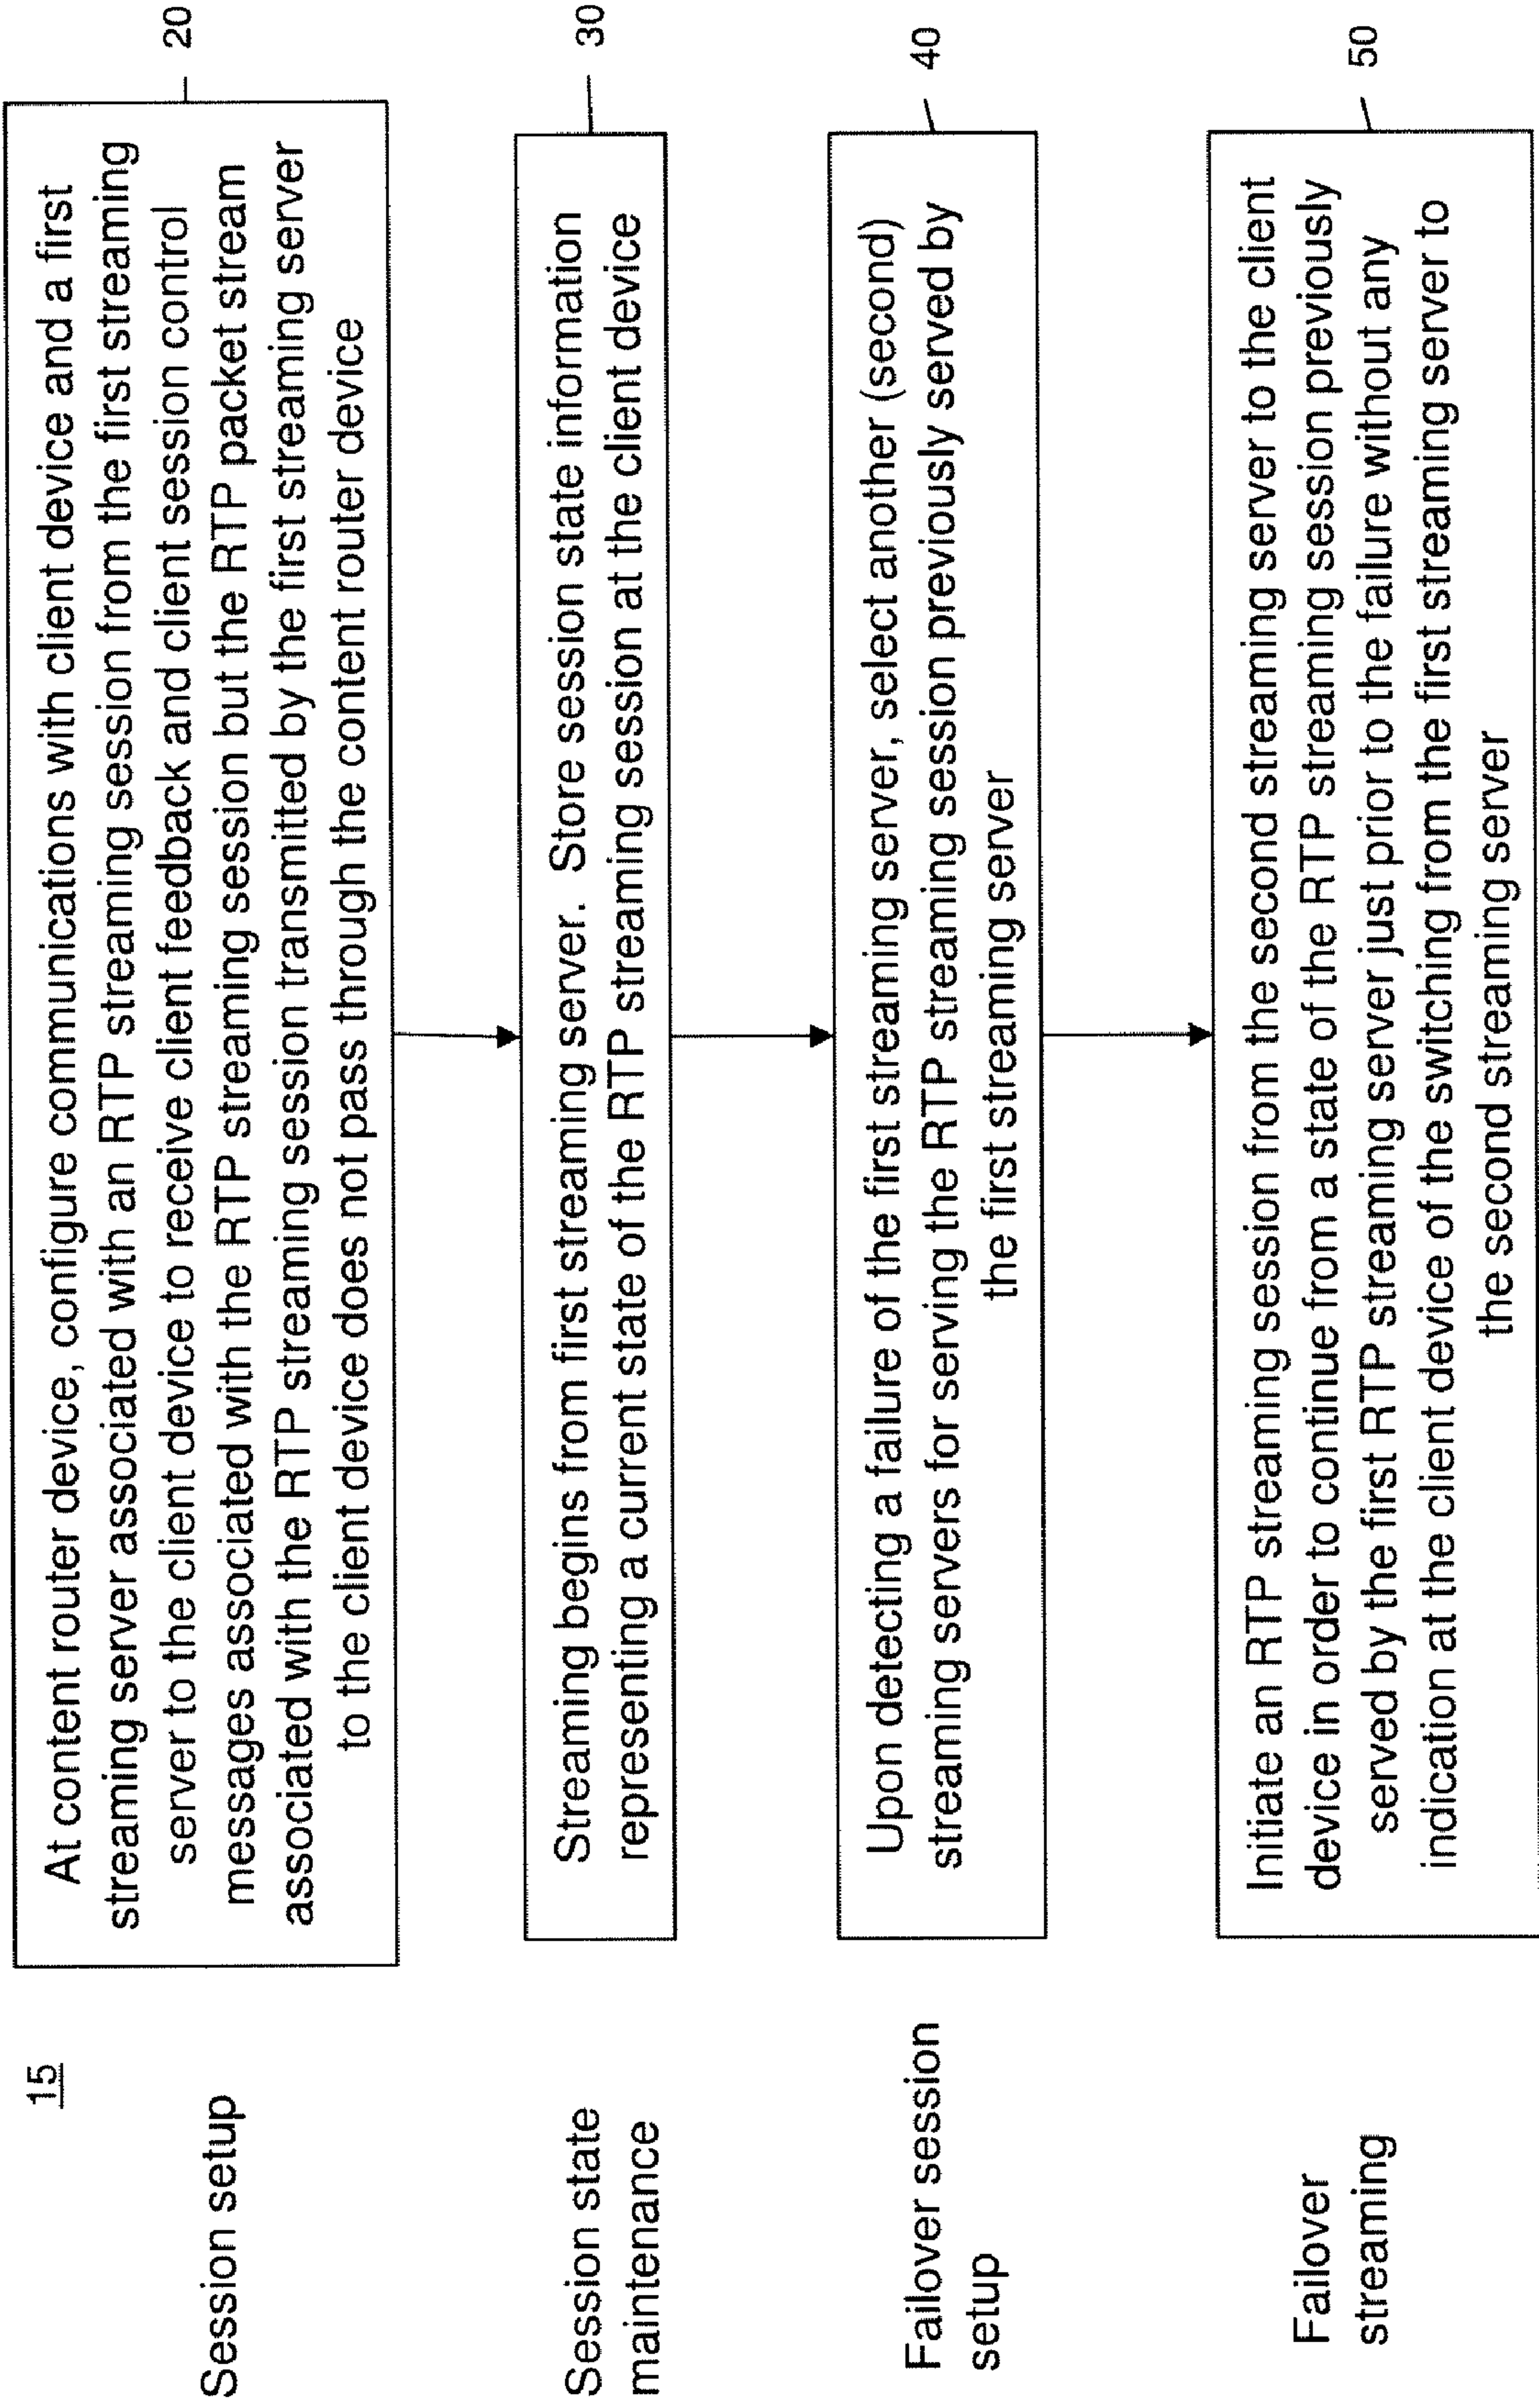 15
Session setup
At content router device, configure communications with client device and a first
streaming server associated with an RTP streaming session from the first streaming
server to the client device to receive client feedback and client session control
messages associated with the RTP streaming session but the RTP packet stream
associated with the RTP streaming session transmitted by the first streaming server
to the client device does not pass through the content router device
20
Session state
maintenance
Streaming begins from first streaming server. Store session state information
representing a current state of the RTP streaming session at the client device
30
Failover session
setup
Upon detecting a failure of the first streaming server, select another (second)
streaming servers for serving the RTP streaming session previously served by
the first streaming server
40
Failover
streaming
Initiate an RTP streaming session from the second streaming server to the client
device in order to continue from a state of the RTP streaming session previously
served by the first RTP streaming server just prior to the failure without any
indication at the client device of the switching from the first streaming server to
the second streaming server
50